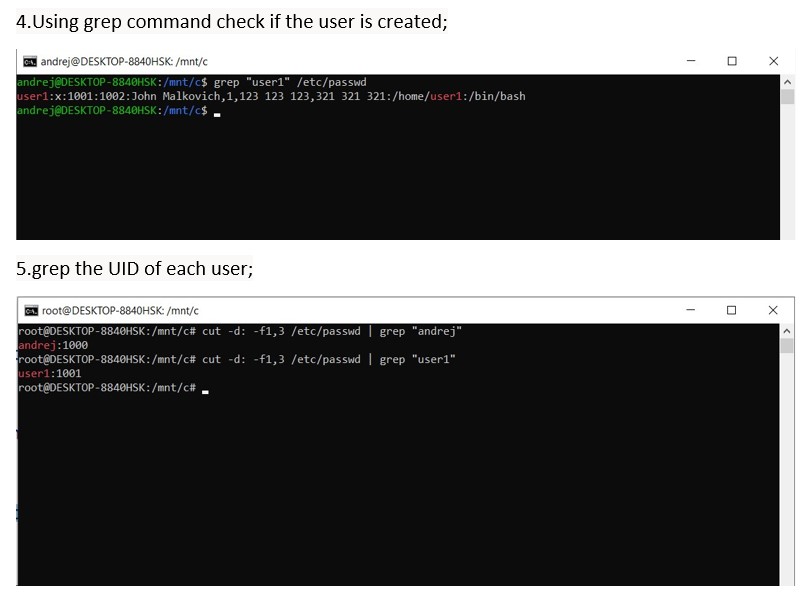 4.Using grep command check if the user is created;
andrej@DESKTOP-8840HSK: /mnt/c
andrej@DESKTOP-8840HSK:/mnt/c$ grep "user1" /etc/passwd
user1:x:1001:1002:John Malkovich,1,123 123 123,321 321 321:/home/user1:/bin/bash
andrej@DESKTOP-8840HSK:/mnt/c$
5.grep the UID of each user;
root@DESKTOP-8840HSK: /mnt/c
root@DESKTOP-8840HSK:/mnt/c# cut -d: -f1,3 /etc/passwd | grep "andrej"
andrej:1000
root@DESKTOP-8840HSK:/mnt/c# cut -d: -f1,3 /etc/passwd | grep "user1"
user1:1001
root@DESKTOP-8840HSK:/mnt/c#